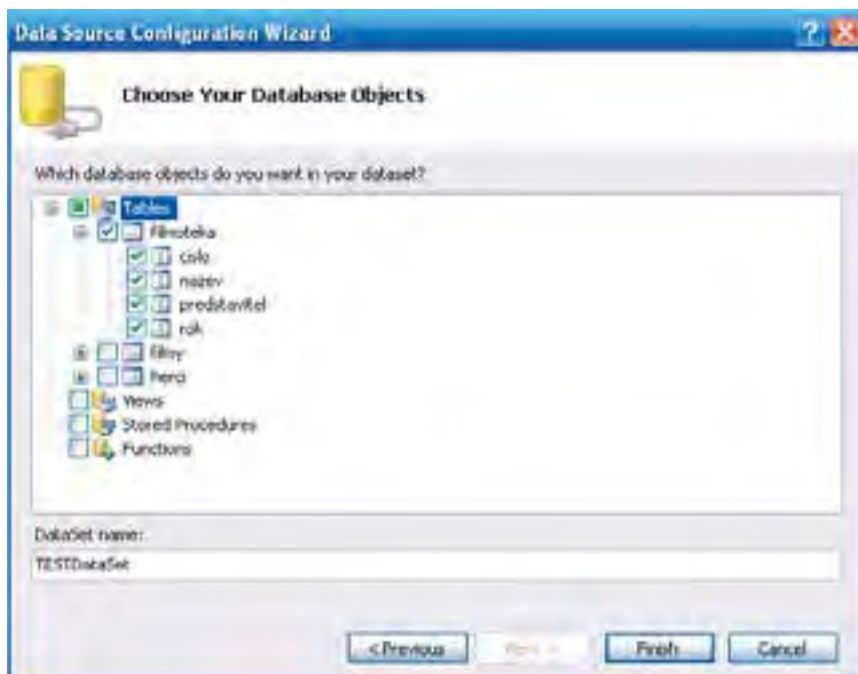 Data Source Configuration Wizard
Choose Your Database Objects
Which database objects do you want in your dataset?
Tables
filmoteka
cislo
nazev
predstavitel
rok
filmy
herci
Views
Stored Procedures
Functions
DataSet name:
TESTDataSet
< Previous
Next >
Finish
Cancel